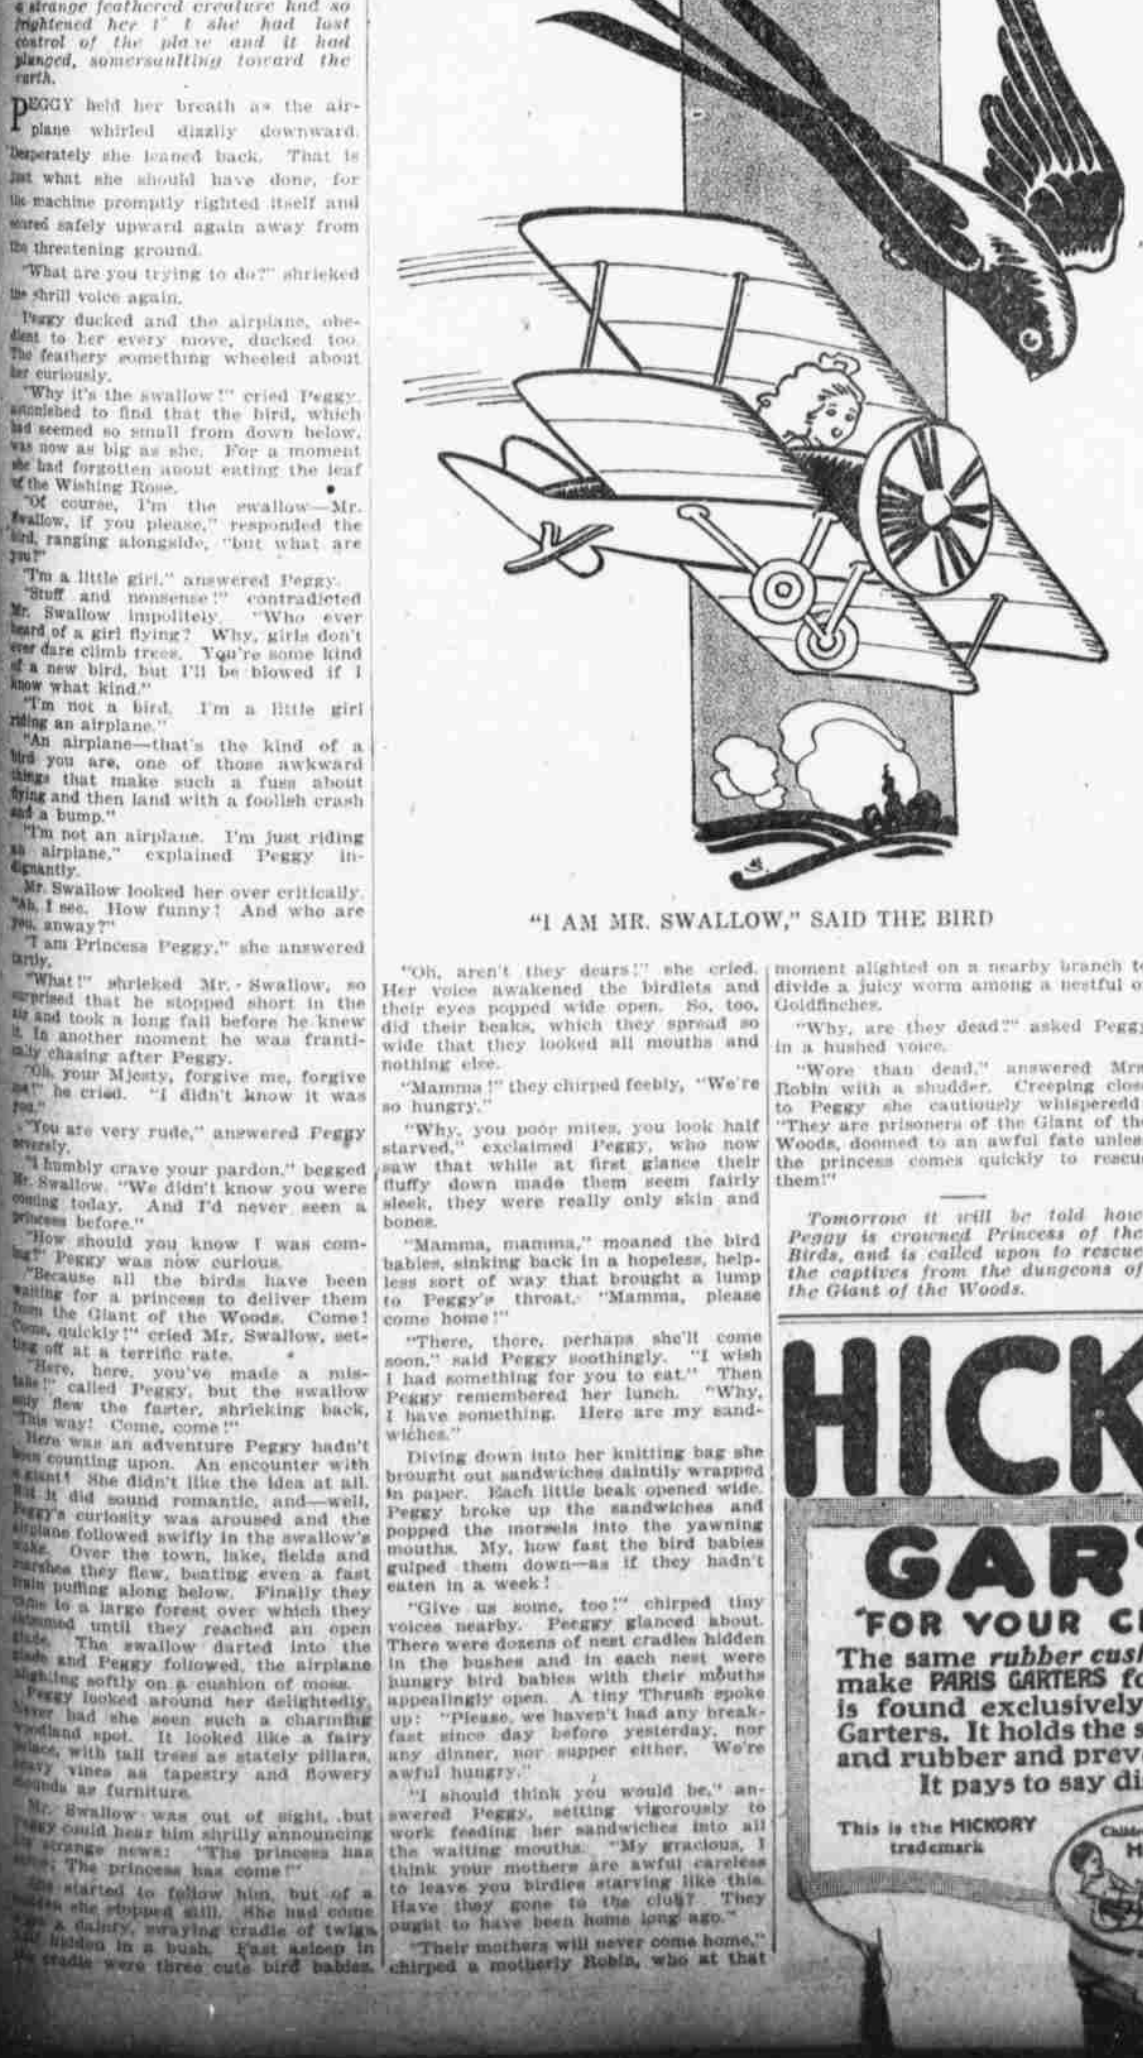 a strange feathered creature had so
frightened her t' t she had lost
control of the plane and it had
plunged, somersaulting toward the
earth.
PEGGY held her breath as the air-
plane whirled dizzily downward.
Desperately she leaned back. That is
just what she should have done, for
the machine promptly righted itself and
soared safely upward again away from
the threatening ground.
"What are you trying to do?" shrieked
the shrill voice again.
Peggy ducked and the airplane, obe-
dient to her every move, ducked too.
The feathery something wheeled about
her curiously.
"Why it's the swallow!" cried Peggy,
astonished to find that the bird, which
had seemed so small from down below,
was now as big as she. For a moment
she had forgotten about eating the leaf
of the Wishing Rose.
"Of course, I'm the swallow—Mr.
Swallow, if you please," responded the
bird, ranging alongside, "but what are
you?"
"I'm a little girl," answered Peggy.
"Stuff and nonsense!" contradicted
Mr. Swallow impolitely. "Who ever
heard of a girl flying? Why, girls don't
ever dare climb trees. You're some kind
of a new bird, but I'll be blowed if I
know what kind."
"I'm not a bird. I'm a little girl
riding an airplane."
"An airplane—that's the kind of a
bird you are, one of those awkward
things that make such a fuss about
flying and then land with a foolish crash
and a bump."
"I'm not an airplane. I'm just riding
an airplane," explained Peggy in-
dignantly.
Mr. Swallow looked her over critically.
"Ah, I see. How funny! And who are
you, anway?"
"I am Princess Peggy," she answered
tartly.
"What!" shrieked Mr. Swallow, so
surprised that he stopped short in the
air and took a long fall before he knew
it. In another moment he was franti-
cally chasing after Peggy.
"Oh, your Mjesty, forgive me, forgive
me!" he cried. "I didn't know it was
you."
"You are very rude," answered Peggy
severely.
"I humbly crave your pardon," begged
Mr. Swallow. "We didn't know you were
coming today. And I'd never seen a
princess before."
"How should you know I was com-
ing?" Peggy was now curious.
"Because all the birds have been
waiting for a princess to deliver them
from the Giant of the Woods. Come!
Come, quickly!" cried Mr. Swallow, set-
ting off at a terrific rate.
"Here, here, you've made a mis-
take!" called Peggy, but the swallow
only flew the faster, shrieking back,
"This way! Come, come!"
Here was an adventure Peggy hadn't
been counting upon. An encounter with
a giant! She didn't like the idea at all.
But it did sound romantic, and—well,
Peggy's curiosity was aroused and the
airplane followed swifly in the swallow's
wake. Over the town, lake, fields and
marshes they flew, beating even a fast
train puffing along below. Finally they
came to a large forest over which they
skimmed until they reached an open
glade. The swallow darted into the
glade and Peggy followed, the airplane
alighting softly on a cushion of moss.
Peggy looked around her delightedly.
Never had she seen such a charming
woodland spot. It looked like a fairy
palace, with tall trees as stately pillars,
heavy vines as tapestry and flowery
mounds as furniture.
Mr. Swallow was out of sight, but
Peggy could hear him shrilly announcing
strange news: "The princess has
The princess has come!"
She started to follow him, but of a
sudden she stopped still. She had come
a dainty, swaying cradle of twigs
half hidden in a bush. Fast asleep in
the cradle were three cute bird babies.
"I AM MR. SWALLOW," SAID THE BIRD
"Oh, aren't they dears!" she cried.
Her voice awakened the birdlets and
their eyes popped wide open. So, too,
did their beaks, which they spread so
wide that they looked all mouths and
nothing else.
"Mamma!" they chirped feebly, "We're
so hungry."
"Why, you poor mites, you look half
starved," exclaimed Peggy, who now
saw that while at first glance their
fluffy down made them seem fairly
sleek, they were really only skin and
bones.
"Mamma, mamma," moaned the bird
babies, sinking back in a hopeless, help-
less sort of way that brought a lump
to Peggy's throat. "Mamma, please
come home!"
"There, there, perhaps she'll come
soon," said Peggy soothingly. "I wish
I had something for you to eat." Then
Peggy remembered her lunch. "Why,
I have something. Here are my sand-
wiches."
Diving down into her knitting bag she
brought out sandwiches daintily wrapped
in paper. Each little beak opened wide.
Peggy broke up the sandwiches and
popped the morsels into the yawning
mouths. My, how fast the bird babies
gulped them down—as if they hadn't
eaten in a week!
"Give us some, too!" chirped tiny
voices nearby. Peeggy glanced about.
There were dozens of nest cradles hidden
in the bushes and in each nest were
hungry bird babies with their mouths
appealingly open. A tiny Thrush spoke
up: "Please, we haven't had any break-
fast since day before yesterday, nor
any dinner, nor supper either. We're
awful hungry."
"I should think you would be," an-
swered Peggy, setting vigorously to
work feeding her sandwiches into all
the waiting mouths. "My gracious, I
think your mothers are awful careless
to leave you birdies starving like this.
Have they gone to the club? They
ought to have been home long ago."
"Their mothers will never come home,"
chirped a motherly Robin, who at that
moment alighted on a nearby branch to
divide a juicy worm among a nestful o
Goldfinches.
"Why, are they dead?" asked Peggy
in a hushed voice.
"Wore than dead," answered Mrs
Robin with a shudder. Creeping clos
to Peggy she cautiously whisperedd:
"They are prisoners of the Giant of th
Woods, doomed to an awful fate unles
the princess comes quickly to rescu
them!"
Tomorrow it will be told how
Peggy is crowned Princess of the
Birds, and is called upon to rescue
the captives from the dungeons of
the Giant of the Woods.
HICK
GAR
"FOR YOUR C
The same rubber cush
make PARIS GARTERS fo
is found exclusively
Garters. It holds the s
and rubber and prev
It pays to say di
This is the HICKORY
trademark
Childre
H